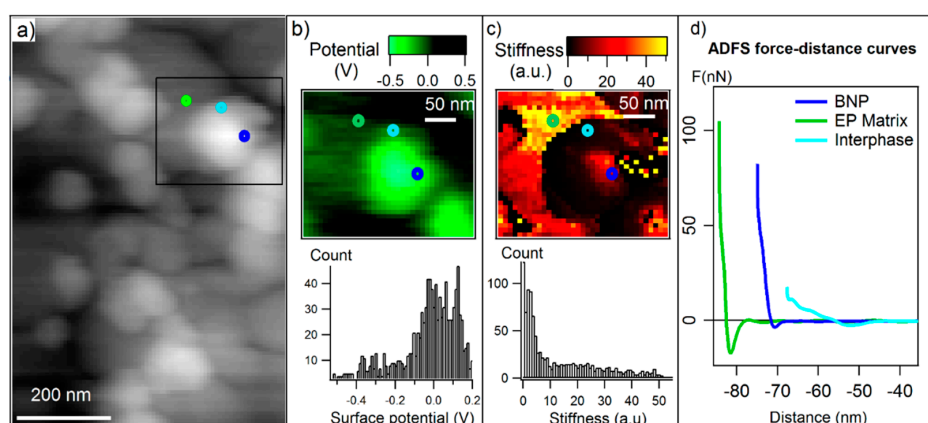 a)
200 nm
b)
Potential
(V)
-0.5 0.0 0.5
50 nm
Count
40
30
20
10
-0.4 -0.2 0.0 0.2
Surface potential (V)
c)
Stiffness
(a.u.)
0 20 40
50 nm
Count
100
50
0
0 10 20 30 40 50
Stiffness (a.u)
d)
ADFS force-distance curves
F(nN)
BNP
EP Matrix
Interphase
100
50
0
-80 -70 -60 -50 -40
Distance (nm)